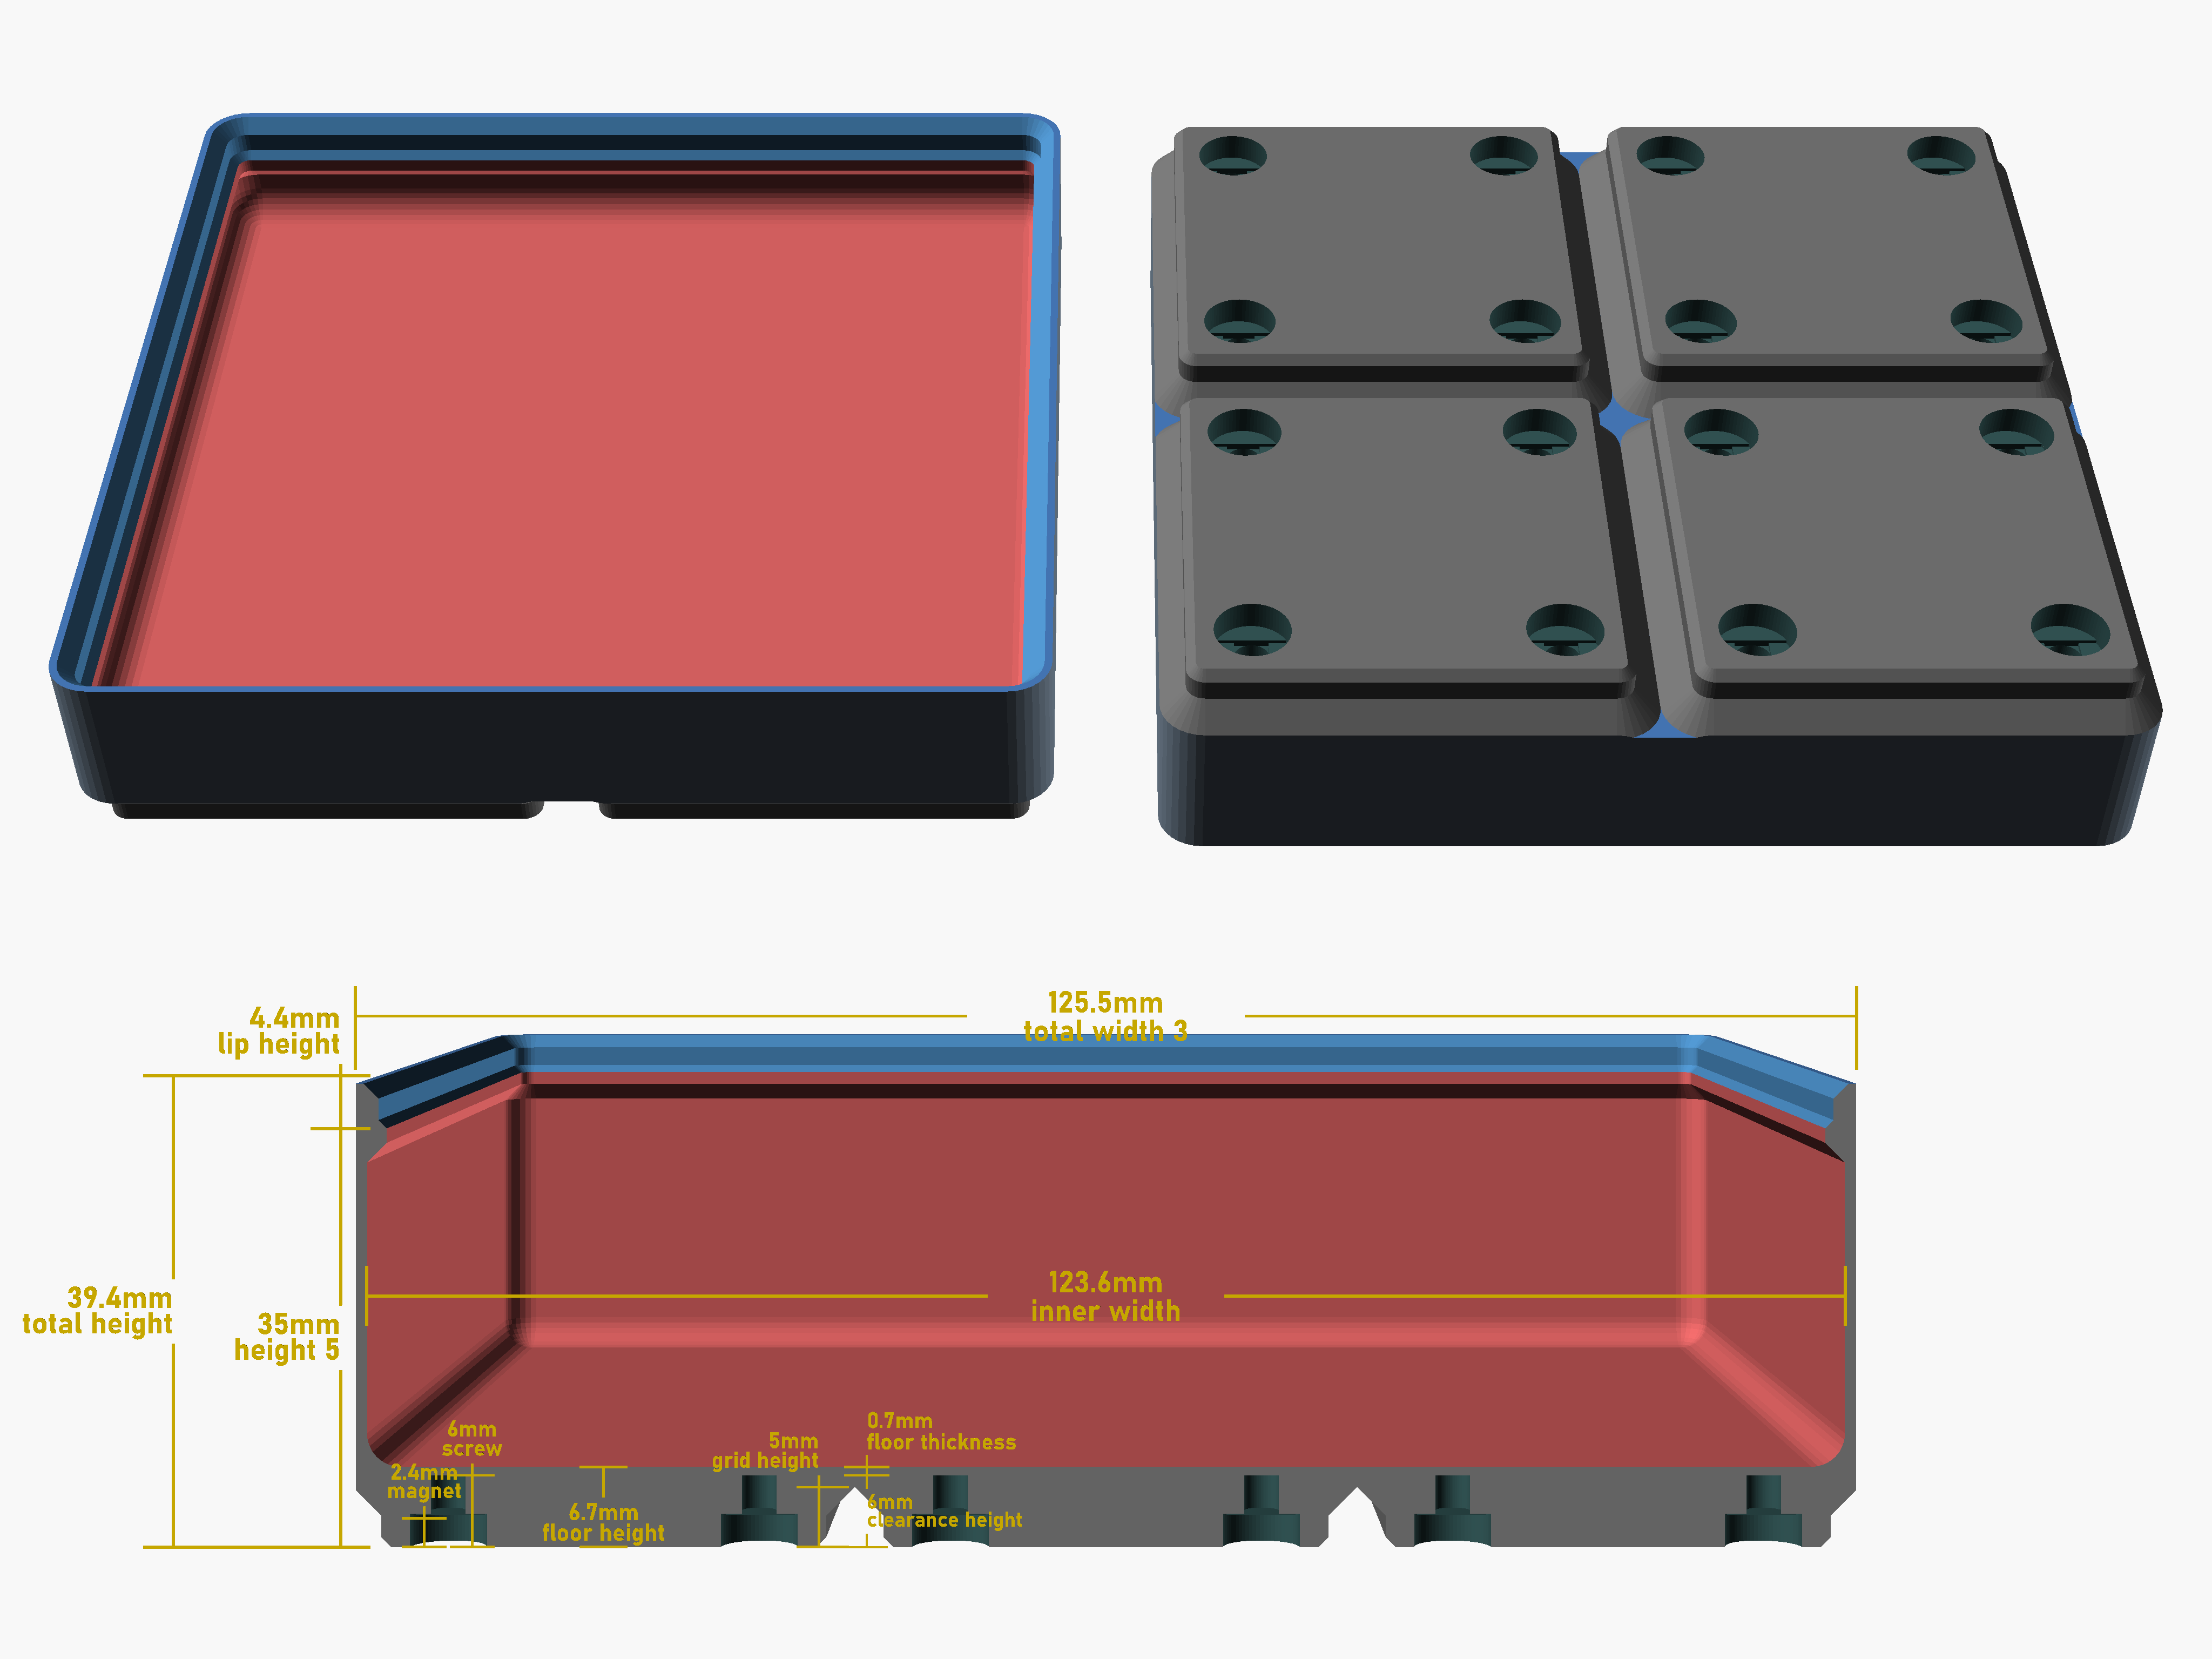 125.5mm
total width 3
4.4mm
lip height
39.4mm
total height
35mm
height 5
123.6mm
inner width
6mm
screw
2.4mm
magnet
6.7mm
floor height
5mm
grid height
0.7mm
floor thickness
6mm
clearance height